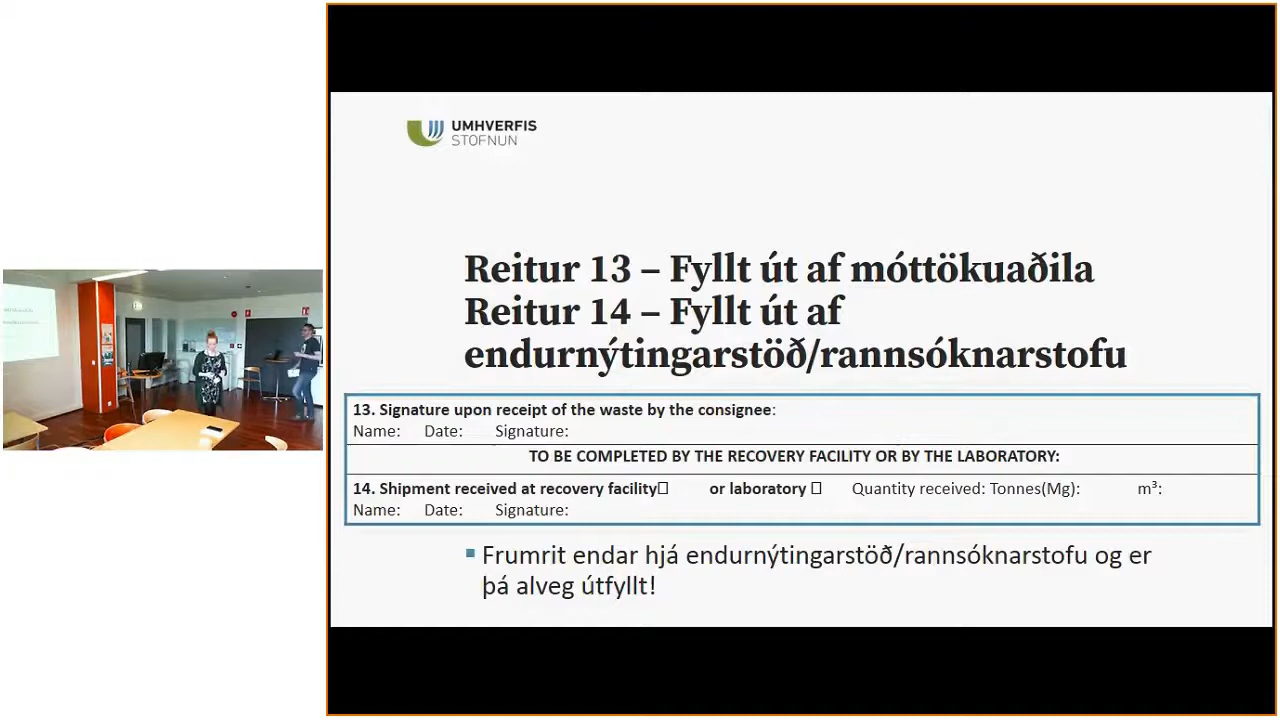 UMHVERFIS
STOFNUN
Reitur 13 – Fyllt út af móttökuaðila
Reitur 14 – Fyllt út af
endurnýtingarstöð/rannsóknarstofu
13. Signature upon receipt of the waste by the consignee:
Name: Date: Signature:
TO BE COMPLETED BY THE RECOVERY FACILITY OR BY THE LABORATORY:
14. Shipment received at recovery facility☐ or laboratory ☐ Quantity received: Tonnes(Mg): m³:
Name: Date: Signature:
▪ Frumrit endar hjá endurnýtingarstöð/rannsóknarstofu og er
þá alveg útfyllt!